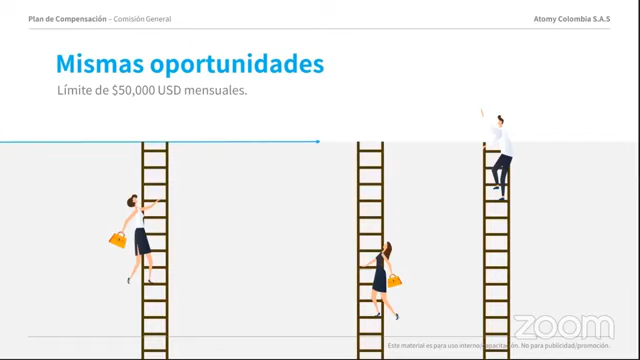 Plan de Compensación – Comisión General
Atomy Colombia S.A.S
Mismas oportunidades
Límite de $50,000 USD mensuales.
zoom
Este material es para uso interno/capacitación. No para publicidad/promoción.